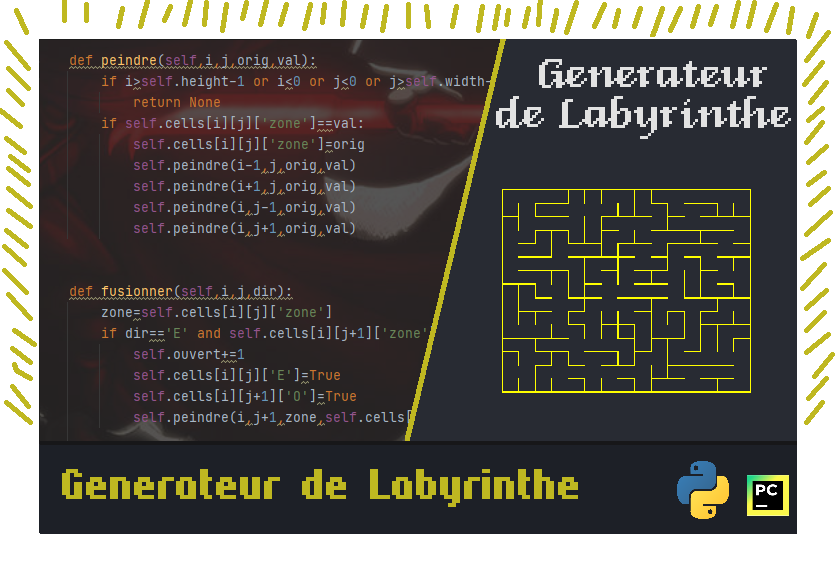 def peindre(self,i,j,orig,val):
if i>self.height-1 or i<0 or j<0 or j>self.width-
return None
if self.cells[i][j]['zone']==val:
self.cells[i][j]['zone']=orig
self.peindre(i-1,j,orig,val)
self.peindre(i+1,j,orig,val)
self.peindre(i,j-1,orig,val)
self.peindre(i,j+1,orig,val)
def fusionner(self,i,j,dir):
zone=self.cells[i][j]['zone']
if dir=='E' and self.cells[i][j+1]['zone'
self.ouvert+=1
self.cells[i][j]['E']=True
self.cells[i][j+1]['O']=True
self.peindre(i,j+1,zone,self.cells[
Generateur
de Labyrinthe
Generateur de Labyrinthe
PC